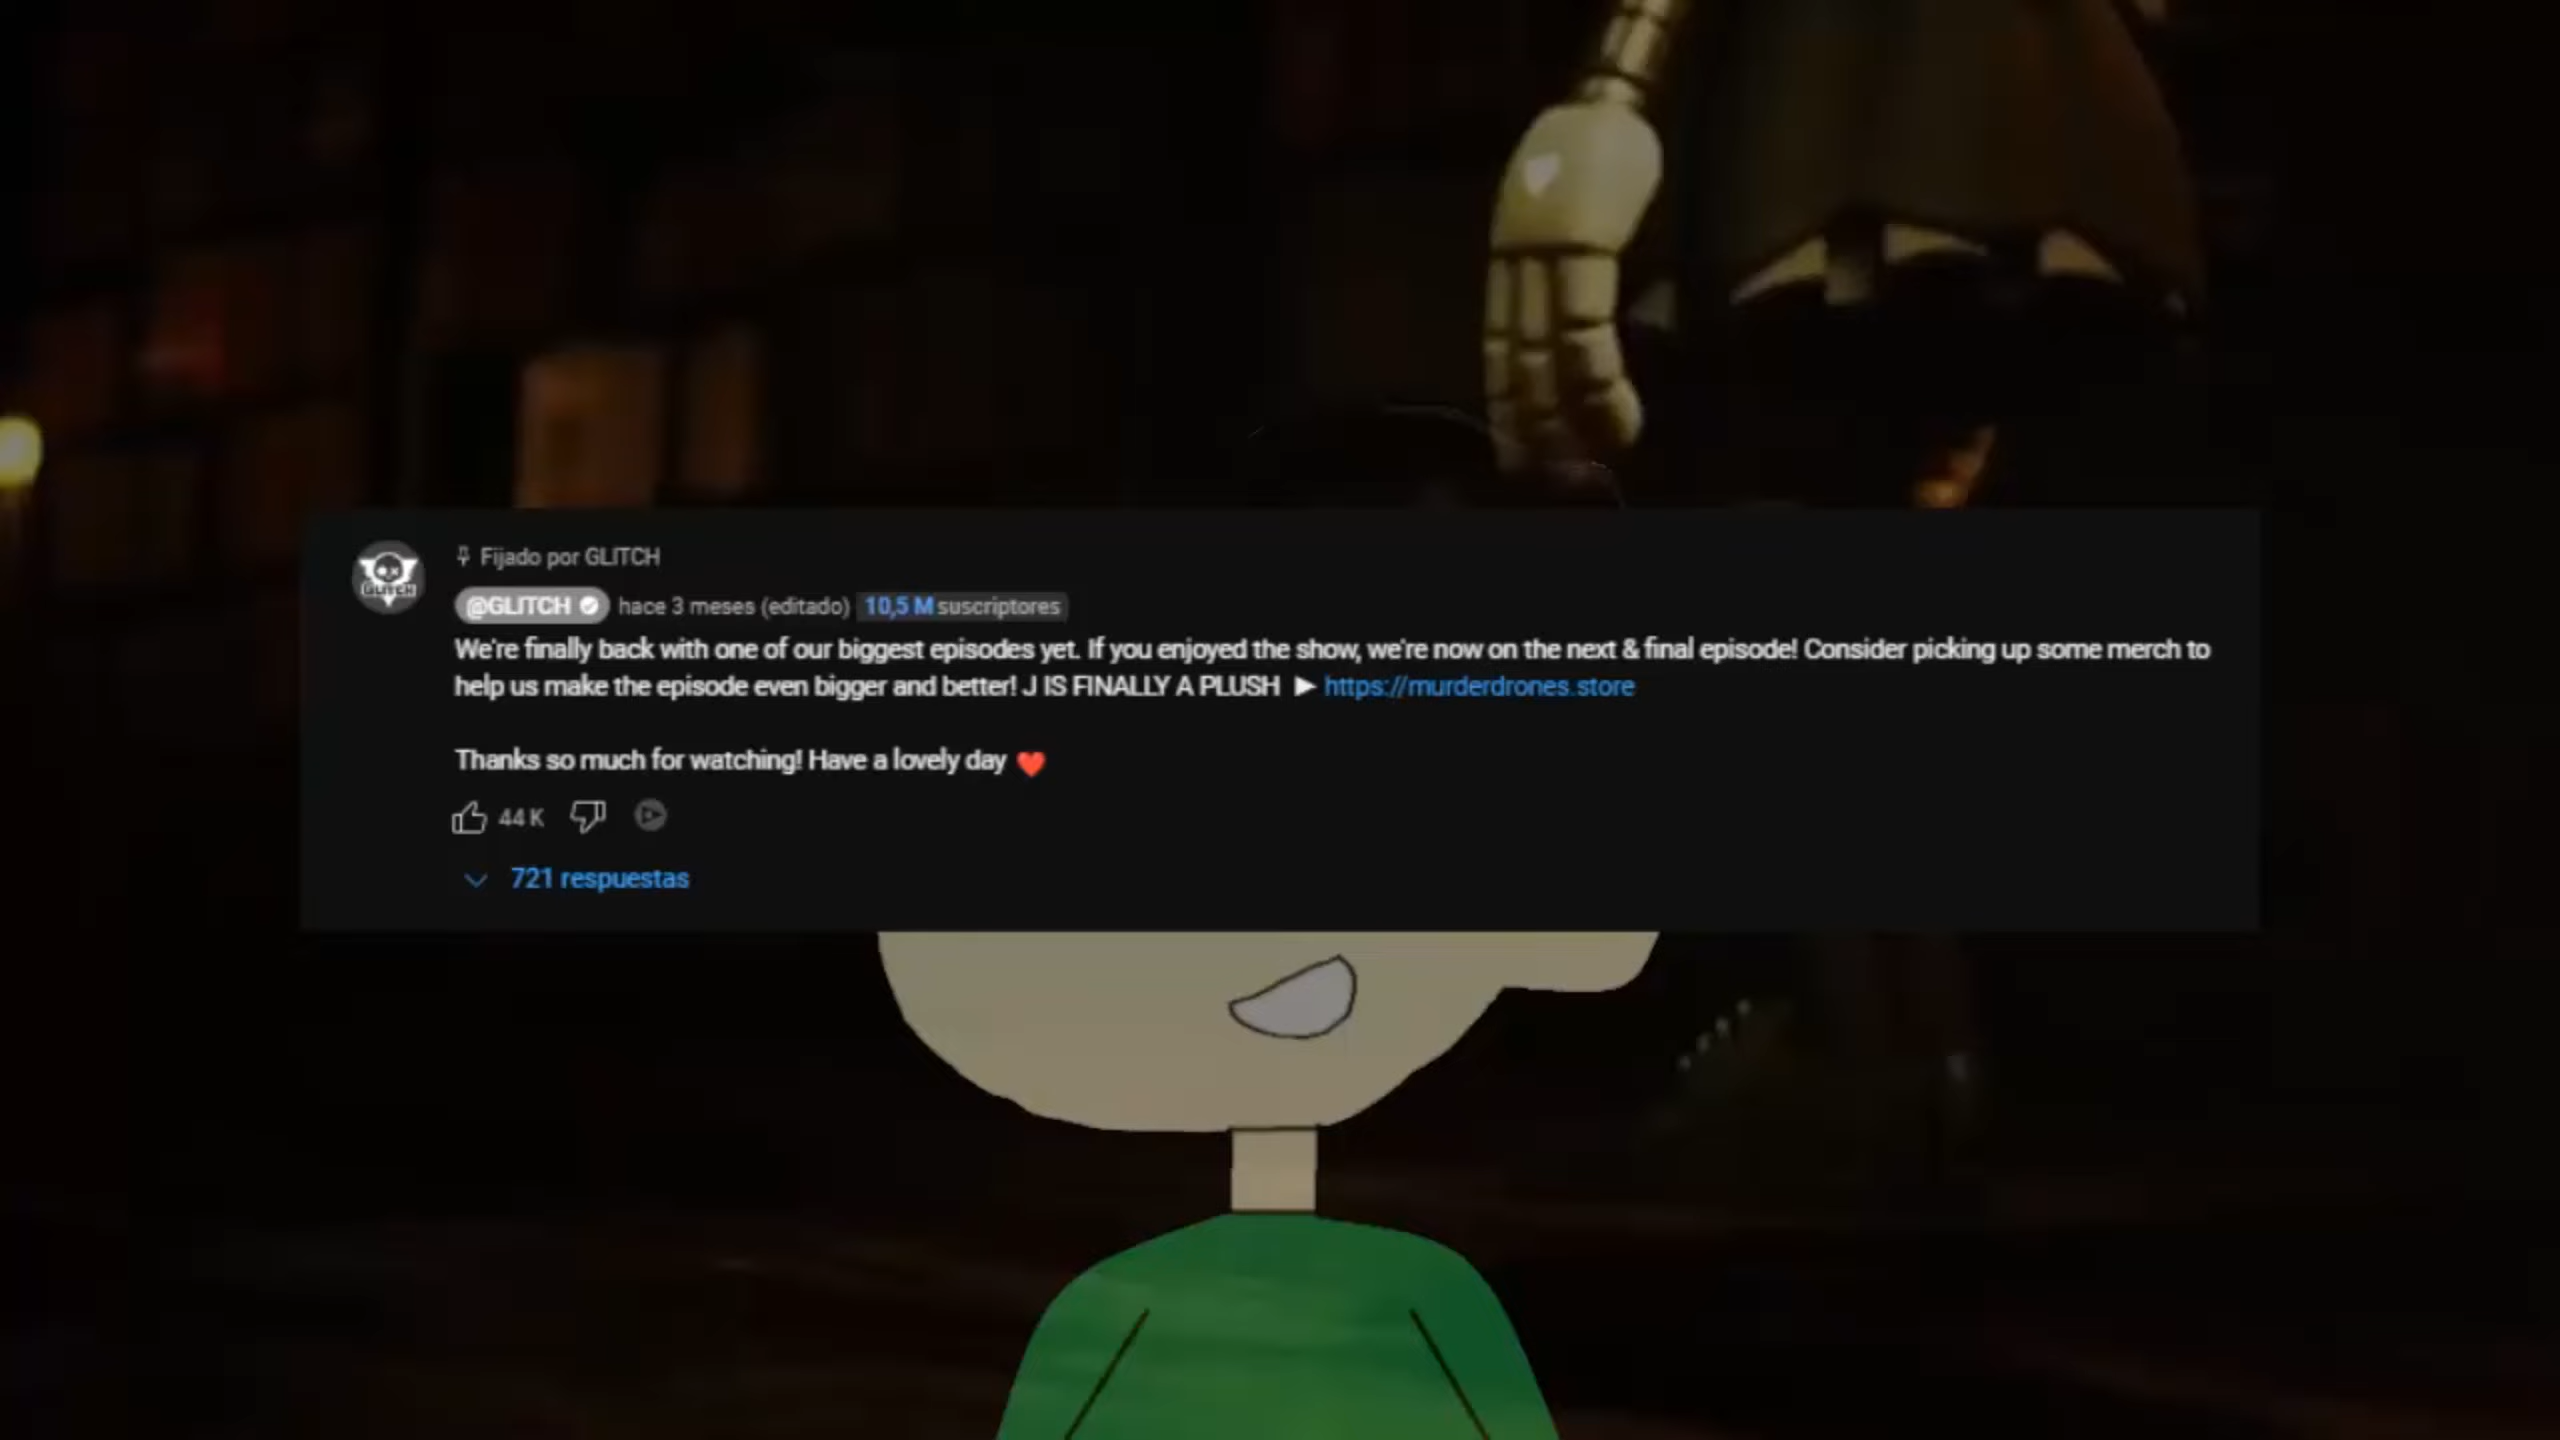 Fijado por GLITCH
@GLITCH hace 3 meses (editado) 10,5 M suscriptores
We're finally back with one of our biggest episodes yet. If you enjoyed the show, we're now on the next & final episode! Consider picking up some merch to
help us make the episode even bigger and better! J IS FINALLY A PLUSH ► https://murderdrones.store
Thanks so much for watching! Have a lovely day ❤️
44 K
721 respuestas
GLITCH